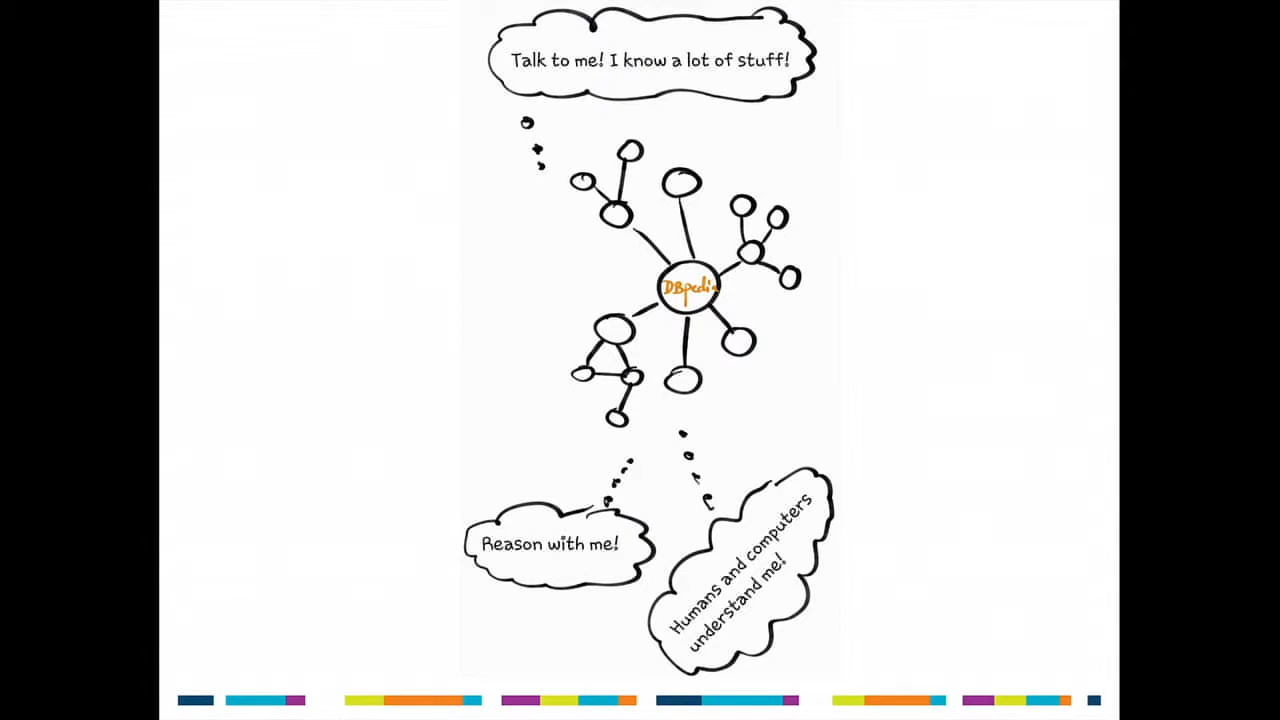 Talk to me! I know a lot of stuff!
DBpedia
Reason with me!
Humans and computers
understand me!